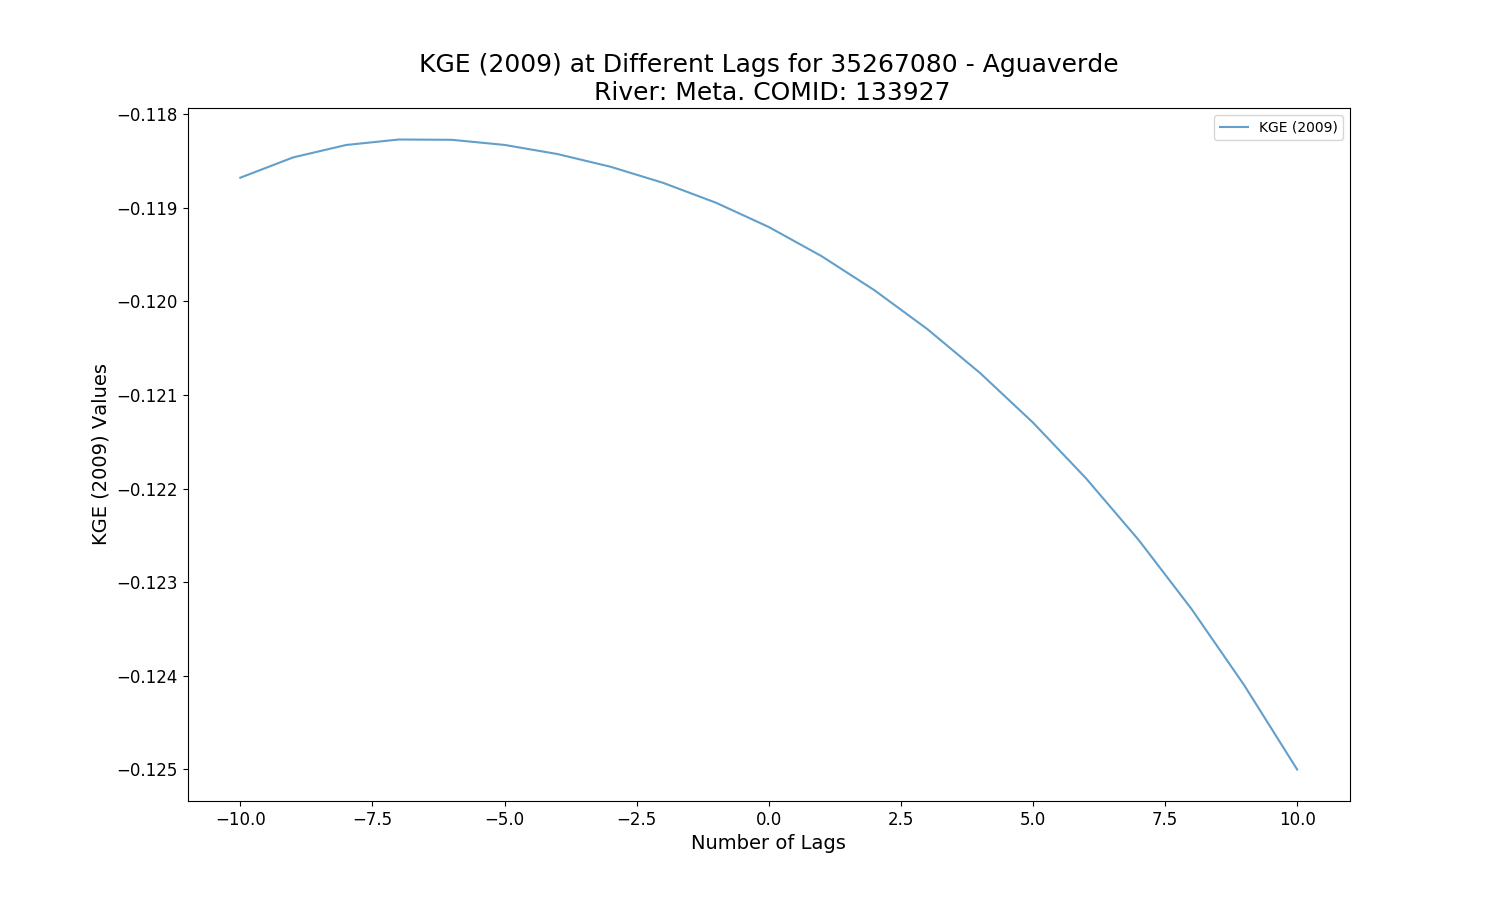 KGE (2009) at Different Lags for 35267080 - Aguaverde
River: Meta. COMID: 133927
KGE (2009)
KGE (2009) Values
−0.118
−0.119
−0.120
−0.121
−0.122
−0.123
−0.124
−0.125
−10.0 −7.5 −5.0 −2.5 0.0 2.5 5.0 7.5 10.0
Number of Lags